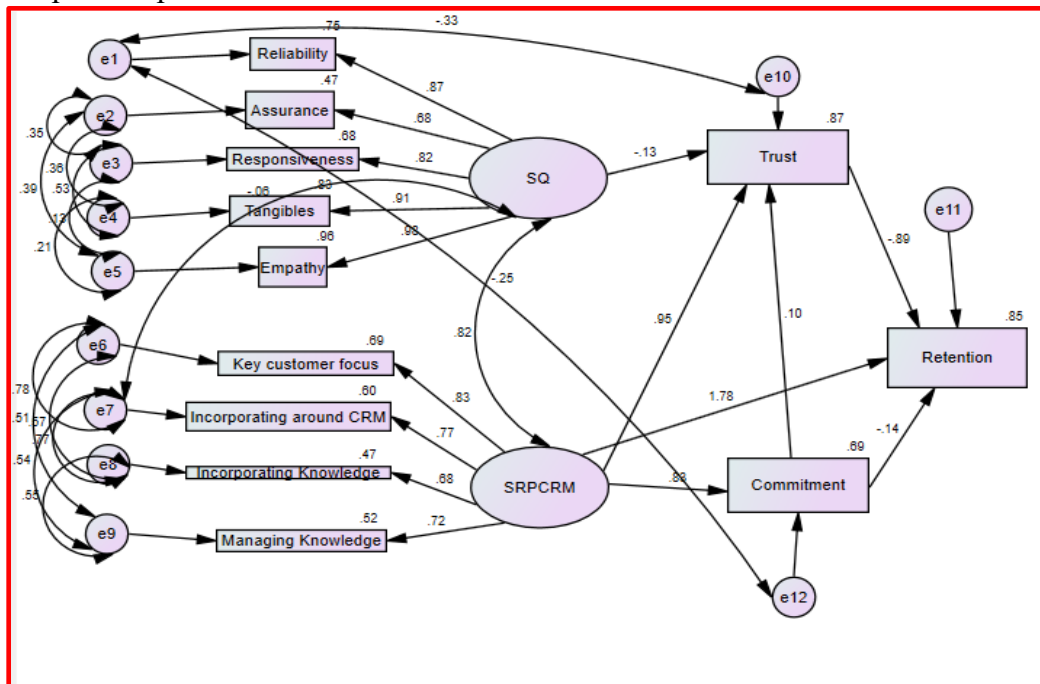 -.33
.75
e1
Reliability
e10
.47
.87
.87
e2
Assurance
.68
.68
Trust
.35
e3
Responsiveness
.82
SQ
-.13
.36
.39
.53
-.06
.83
.91
e4
Tangibles
e11
.13
.98
.21
.96
-.89
e5
Empathy
-.25
.95
.10
.82
.85
e6
.69
Retention
Key customer focus
.78
.60
.83
1.78
.51
.57
e7
Incorporating around CRM
.77
-.14
.77
.47
.69
e8
.54
Incorporating Knowledge
.68
SRPCRM
.83
Commitment
.55
.52
.72
e9
Managing Knowledge
e12